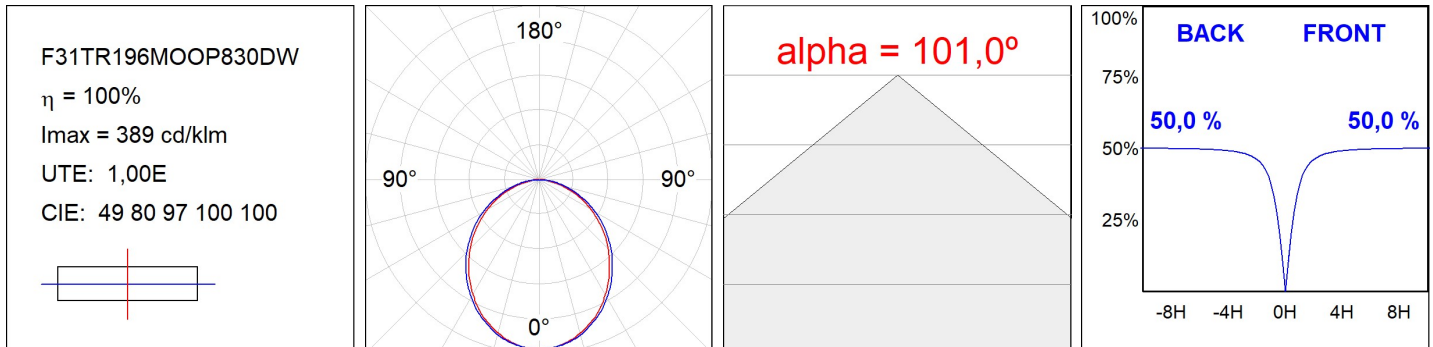 F31TR196MOOP830DW
η = 100%
Imax = 389 cd/klm
UTE: 1,00E
CIE: 49 80 97 100 100
180°
90° 90°
0°
alpha = 101,0º
100%
BACK FRONT
75%
50,0 % 50,0 %
50%
25%
-8H -4H 0H 4H 8H